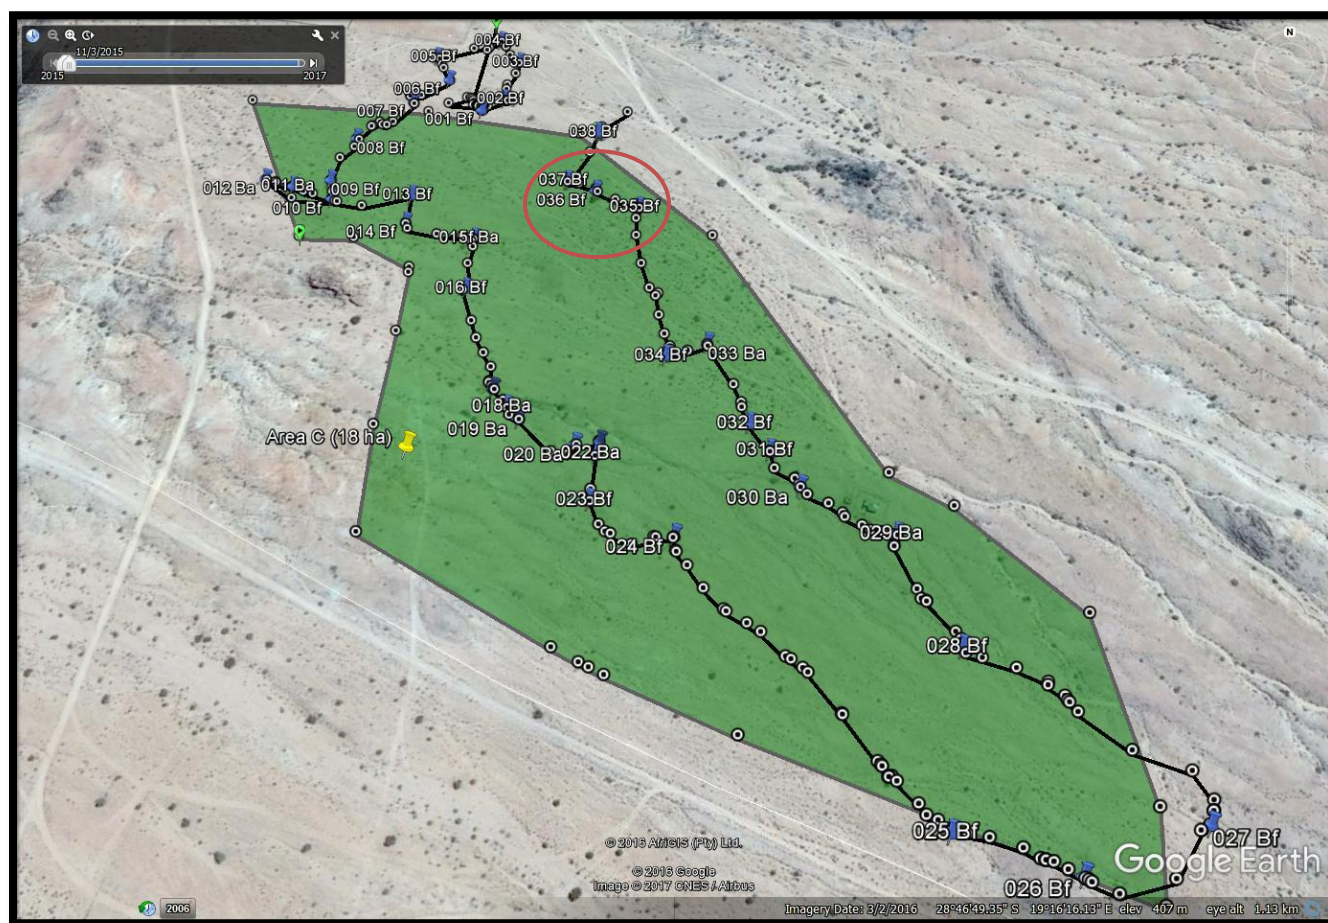 N
11/3/2015
2015
2017
004 Bf
005 Bf
003 Bf
006 Bf
002 Bf
007 Bf
001 Bf
038 Bf
008 Bf
037 Bf
012 Ba
011 Ba
009 Bf
013 Bf
036 Bf
035 Bf
010 Bf
014 Bf
015f Ba
016 Bf
034 Bf
033 Ba
018 Ba
032 Bf
019 Ba
Area C (18 ha)
031 Bf
020 Ba
022 Ba
023 Bf
030 Ba
029 Ba
024 Bf
028 Bf
025 Bf
027 Bf
© 2016 AfriGIS (Pty) Ltd.
Google Earth
© 2016 Google
Image © 2017 CNES / Airbus
026 Bf
2006
Imagery Date: 3/2/2016 28°46'49.35" S 19°16'16.13" E elev 407 m eye alt 1.13 km